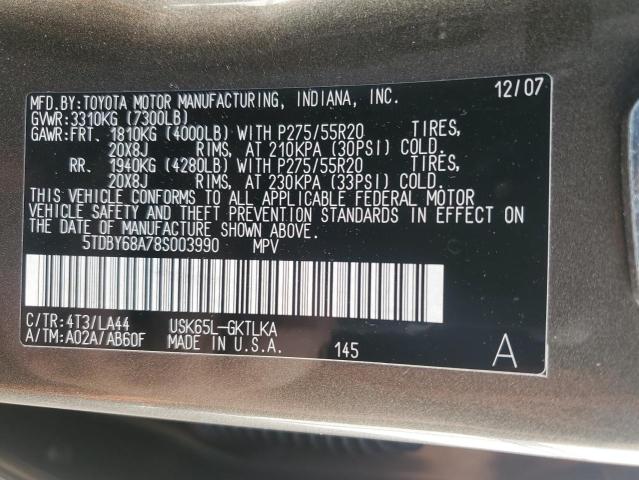 MFD.BY:TOYOTA MOTOR MANUFACTURING, INDIANA, INC. 12/07
GVWR:3310KG (7300LB)
GAWR:FRT. 1810KG (4000LB) WITH P275/55R20 TIRES,
20X8J RIMS, AT 210KPA (30PSI) COLD.
RR. 1940KG (4280LB) WITH P275/55R20 TIRES,
20X8J RIMS, AT 230KPA (33PSI) COLD.
THIS VEHICLE CONFORMS TO ALL APPLICABLE FEDERAL MOTOR
VEHICLE SAFETY AND THEFT PREVENTION STANDARDS IN EFFECT ON
THE DATE OF MANUFACTURE SHOWN ABOVE.
5TDBY68A78S003990 MPV
C/TR:4T3/LA44 USK65L-GKTLKA
A/TM:A02A/AB60F MADE IN U.S.A. 145 A